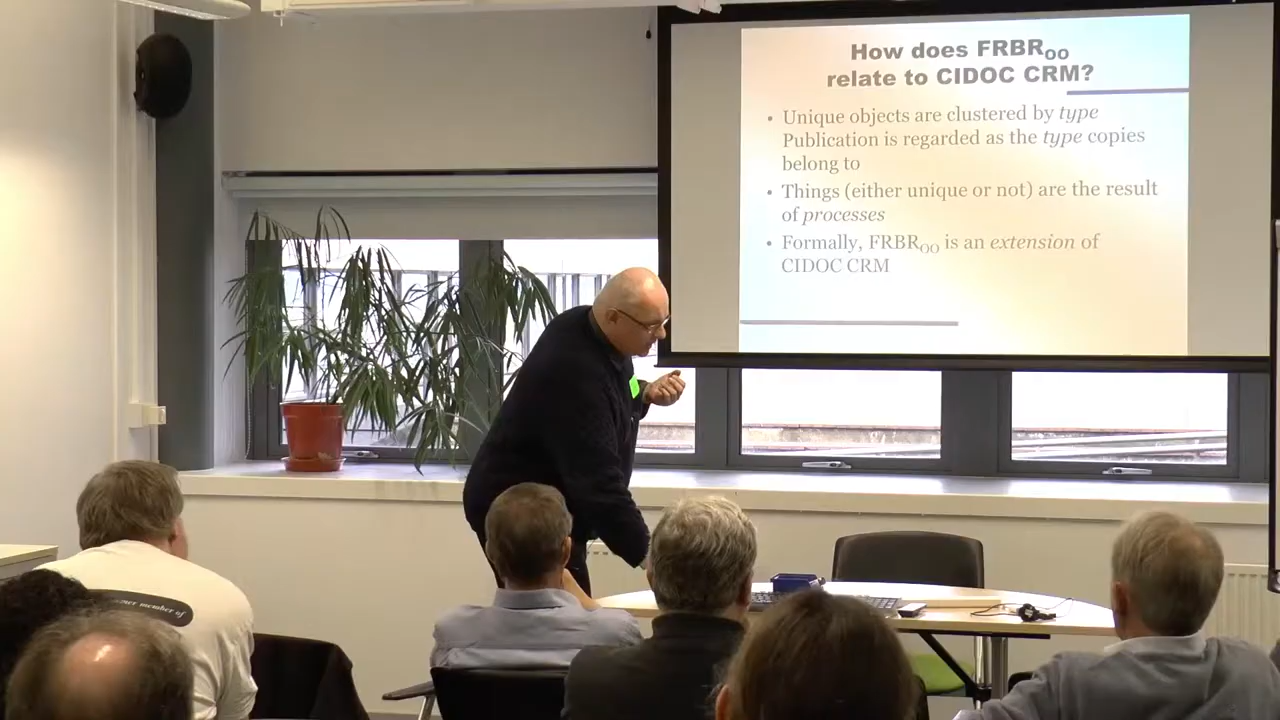 How does FRBROO
relate to CIDOC CRM?
• Unique objects are clustered by type
Publication is regarded as the type copies
belong to
• Things (either unique or not) are the result
of processes
• Formally, FRBROO is an extension of
CIDOC CRM
member of